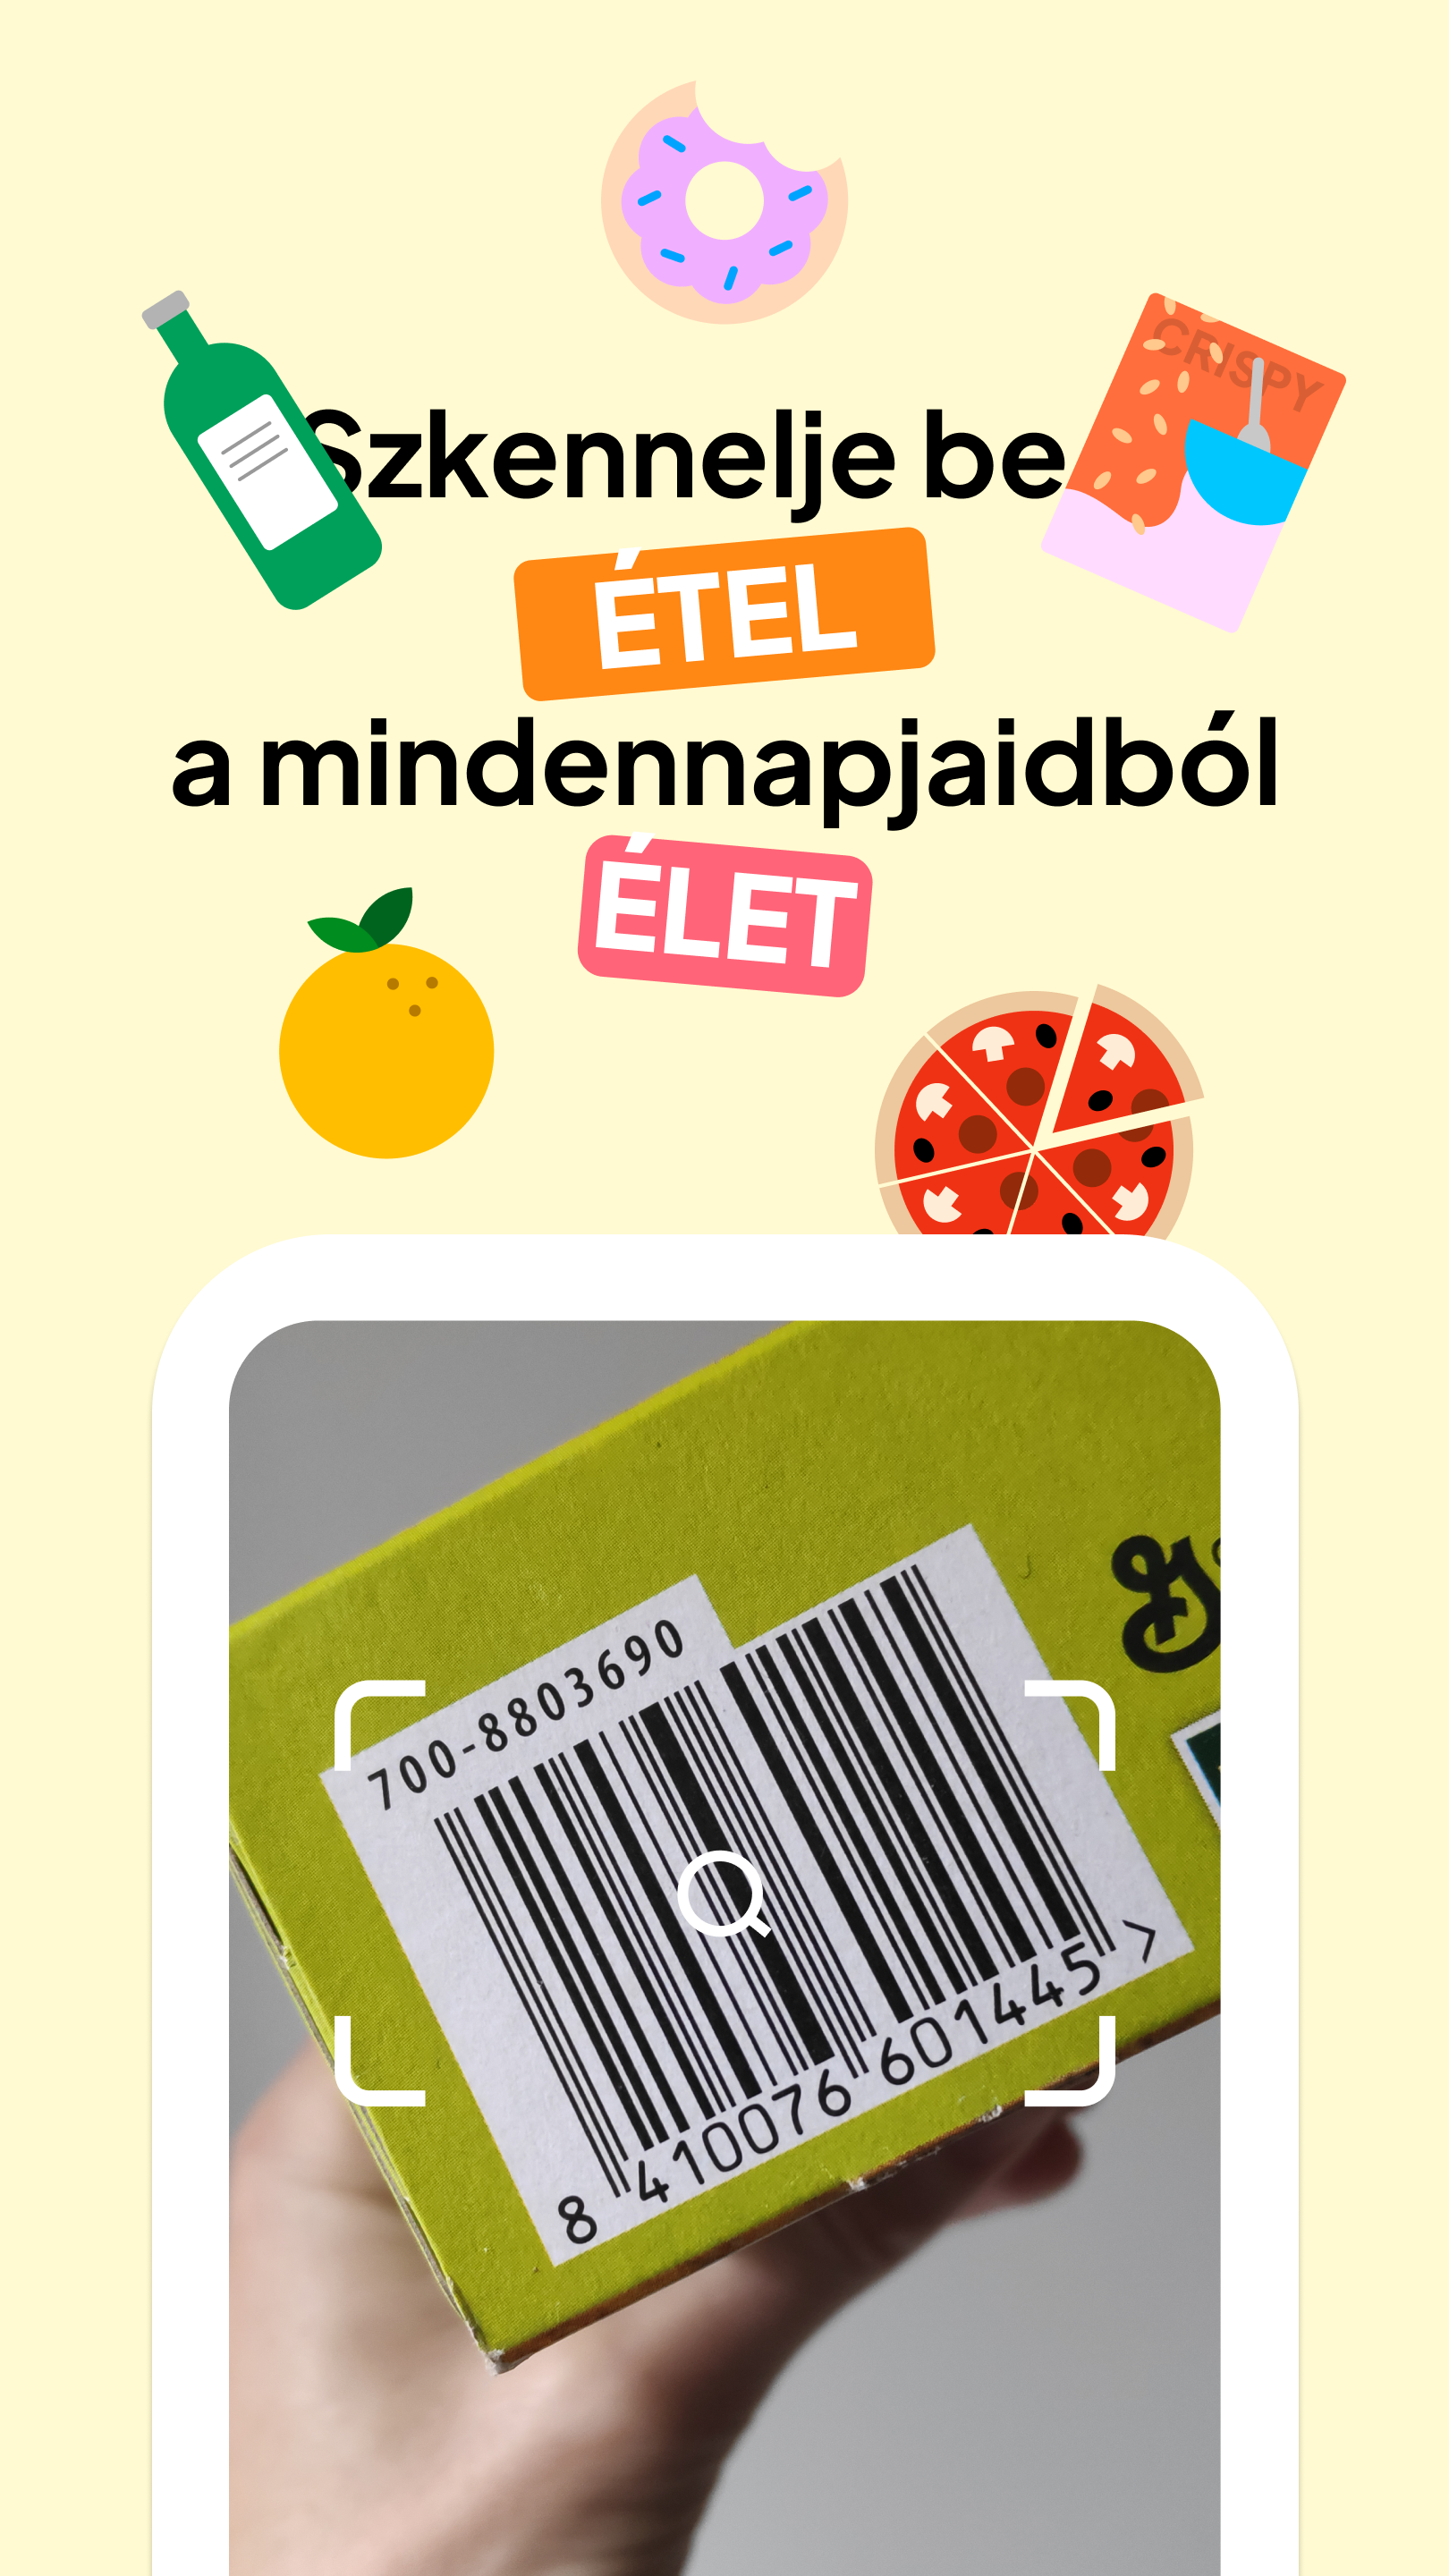 CRISPY
Szkennelje be
ÉTEL
a mindennapjaidból
ÉLET
700-8803690
8 410076 601445 >